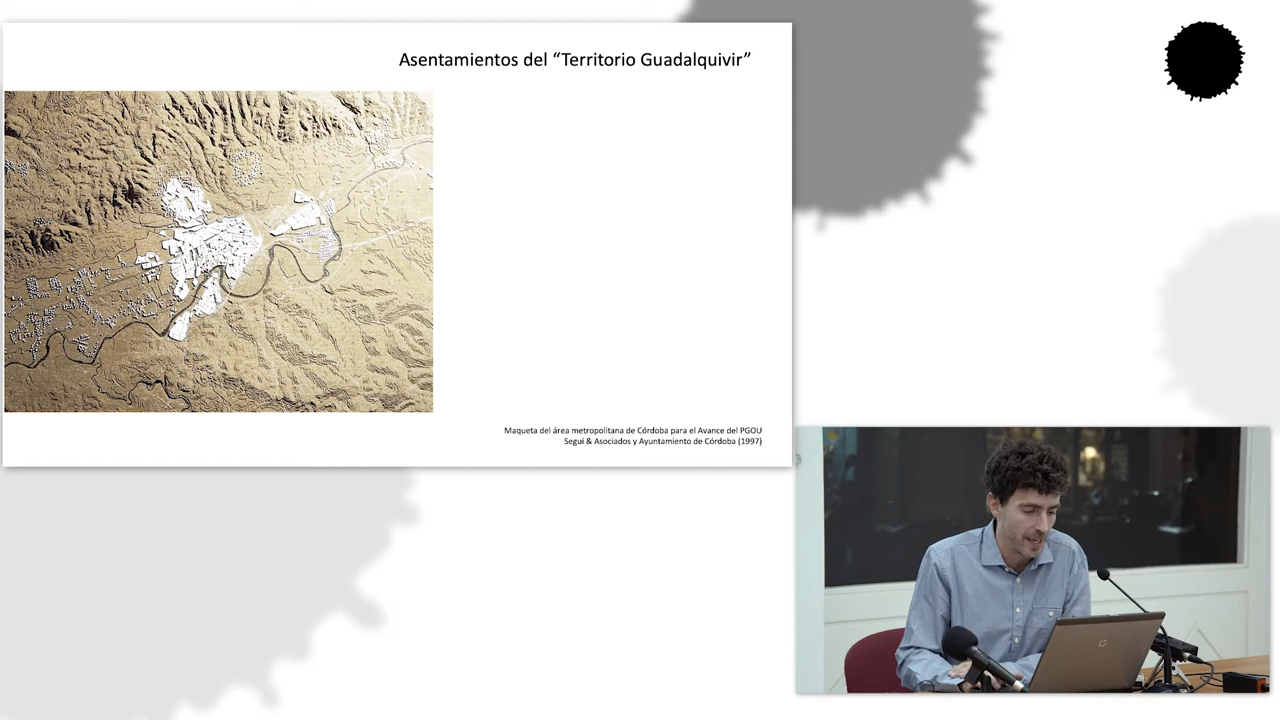 Asentamientos del “Territorio Guadalquivir”
Maqueta del área metropolitana de Córdoba para el Avance del PGOU
Seguí & Asociados y Ayuntamiento de Córdoba (1997)